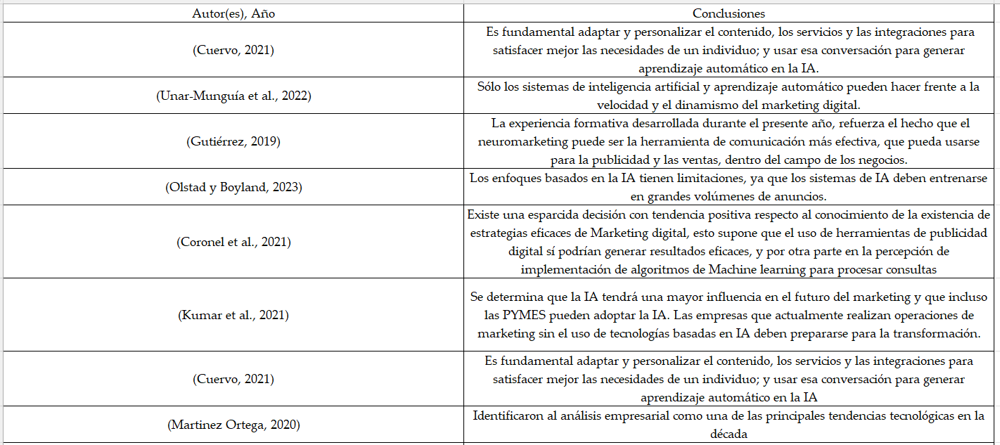 Autor(es), Año
Conclusiones
(Cuervo, 2021)
Es fundamental adaptar y personalizar el contenido, los servicios y las integraciones para
satisfacer mejor las necesidades de un individuo; y usar esa conversación para generar
aprendizaje automático en la IA.
(Unar-Munguía et al., 2022)
Sólo los sistemas de inteligencia artificial y aprendizaje automático pueden hacer frente a la
velocidad y el dinamismo del marketing digital.
(Gutiérrez, 2019)
La experiencia formativa desarrollada durante el presente año, refuerza el hecho que el
neuromarketing puede ser la herramienta de comunicación más efectiva, que pueda usarse
para la publicidad y las ventas, dentro del campo de los negocios.
(Olstad y Boyland, 2023)
Los enfoques basados en la IA tienen limitaciones, ya que los sistemas de IA deben entrenarse
en grandes volúmenes de anuncios.
(Coronel et al., 2021)
Existe una esparcida decisión con tendencia positiva respecto al conocimiento de la existencia de
estrategias eficaces de Marketing digital, esto supone que el uso de herramientas de publicidad
digital sí podrían generar resultados eficaces, y por otra parte en la percepción de
implementación de algoritmos de Machine learning para procesar consultas
(Kumar et al., 2021)
Se determina que la IA tendrá una mayor influencia en el futuro del marketing y que incluso
las PYMES pueden adoptar la IA. Las empresas que actualmente realizan operaciones de
marketing sin el uso de tecnologías basadas en IA deben prepararse para la transformación.
(Cuervo, 2021)
Es fundamental adaptar y personalizar el contenido, los servicios y las integraciones para
satisfacer mejor las necesidades de un individuo; y usar esa conversación para generar
aprendizaje automático en la IA
(Martinez Ortega, 2020)
Identificaron al análisis empresarial como una de las principales tendencias tecnológicas en la
década